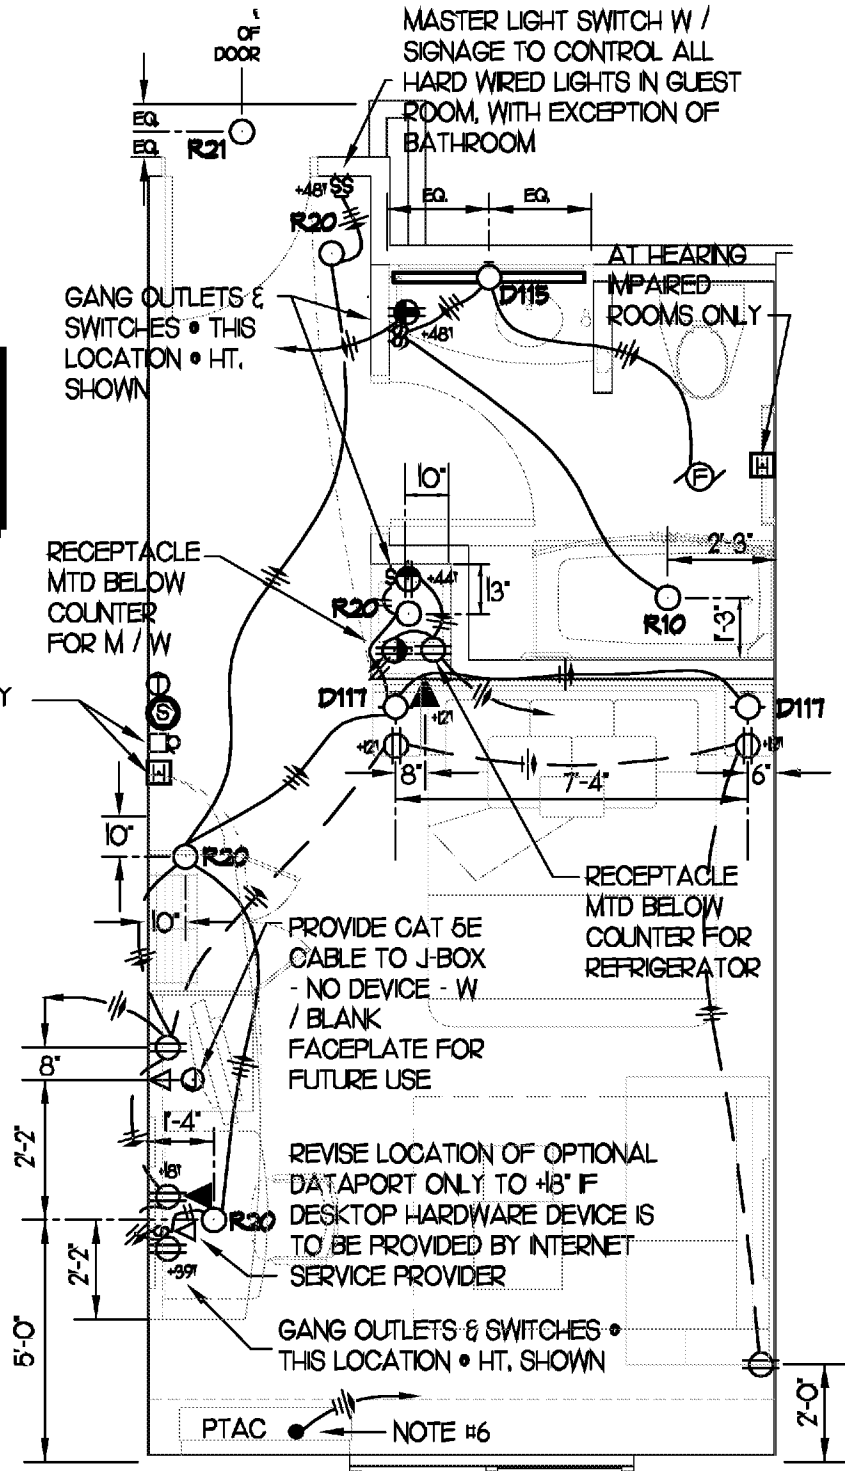 OF
DOOR
MASTER LIGHT SWITCH W /
SIGNAGE TO CONTROL ALL
HARD WIRED LIGHTS IN GUEST
ROOM, WITH EXCEPTION OF
BATHROOM
EQ.
EQ.
R21
+48"
SS
R20
EQ.
EQ.
AT HEARING
IMPAIRED
ROOMS ONLY
D115
GANG OUTLETS &
SWITCHES @ THIS
LOCATION @ HT.
SHOWN
+48"
F
H
10"
2'-3"
RECEPTACLE
MTD BELOW
COUNTER
FOR M / W
S
+44"
13"
R20
R10
1'-3"
T
S
Y
H
D117
D117
+12"
+12"
8"
7'-4"
6"
10"
R20
10"
RECEPTACLE
MTD BELOW
COUNTER FOR
REFRIGERATOR
PROVIDE CAT 5E
CABLE TO J-BOX
- NO DEVICE - W
/ BLANK
FACEPLATE FOR
FUTURE USE
8"
J
2'-2"
1'-4"
+18"
REVISE LOCATION OF OPTIONAL
DATAPORT ONLY TO +18" IF
DESKTOP HARDWARE DEVICE IS
TO BE PROVIDED BY INTERNET
SERVICE PROVIDER
R20
S
2'-2"
+39"
5'-0"
GANG OUTLETS & SWITCHES @
THIS LOCATION @ HT. SHOWN
2'-0"
PTAC
NOTE #6